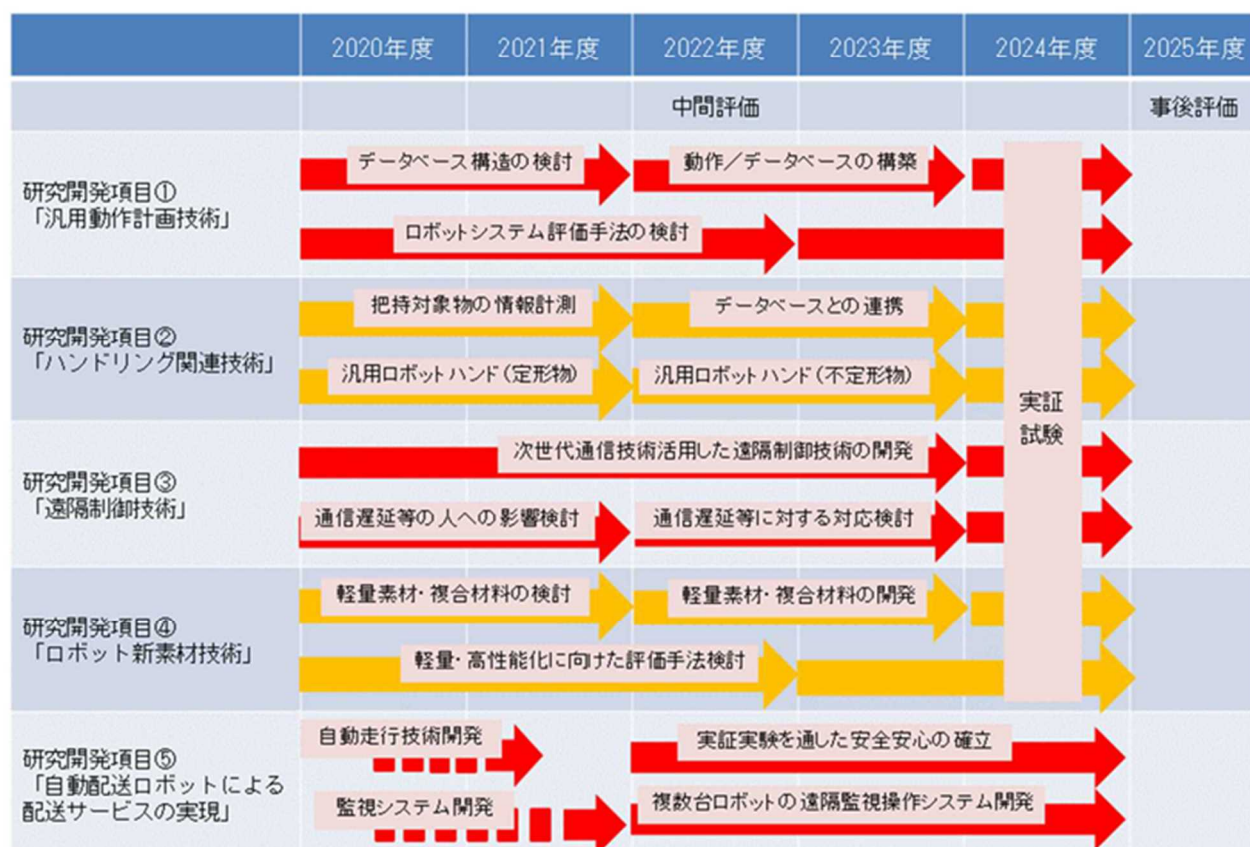 2020年度 2021年度 2022年度 2023年度 2024年度 2025年度
中間評価 事後評価
研究開発項目①
「汎用動作計画技術」
データベース構造の検討 動作／データベースの構築
ロボットシステム評価手法の検討
研究開発項目②
「ハンドリング関連技術」
把持対象物の情報計測 データベースとの連携
汎用ロボットハンド(定形物) 汎用ロボットハンド(不定形物)
実証
試験
研究開発項目③
「遠隔制御技術」
次世代通信技術活用した遠隔制御技術の開発
通信遅延等の人への影響検討 通信遅延等に対する対応検討
研究開発項目④
「ロボット新素材技術」
軽量素材・複合材料の検討 軽量素材・複合材料の開発
軽量・高性能化に向けた評価手法検討
研究開発項目⑤
「自動配送ロボットによる
配送サービスの実現」
自動走行技術開発 実証実験を通した安全安心の確立
監視システム開発 複数台ロボットの遠隔監視操作システム開発